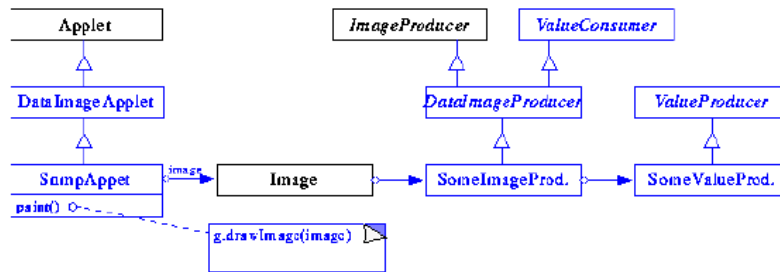 Applet
ImageProducer
ValueConsumer
DataImageApplet
DataImageProducer
ValueProducer
SampAppet
image
Image
SomeImageProd.
SomeValueProd.
paint()
g.drawImage(image)